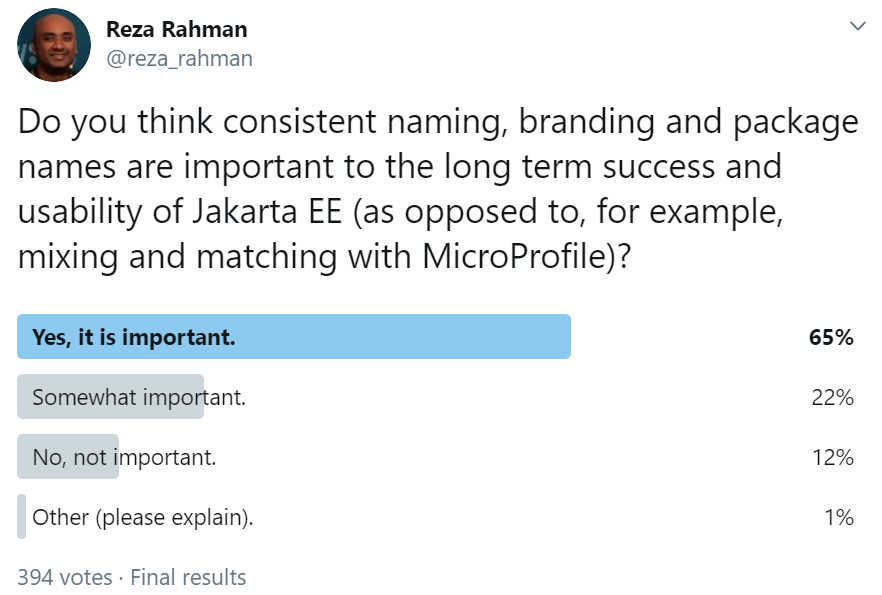 Reza Rahman
@reza_rahman
Do you think consistent naming, branding and package
names are important to the long term success and
usability of Jakarta EE (as opposed to, for example,
mixing and matching with MicroProfile)?
Yes, it is important. 65%
Somewhat important. 22%
No, not important. 12%
Other (please explain). 1%
394 votes · Final results